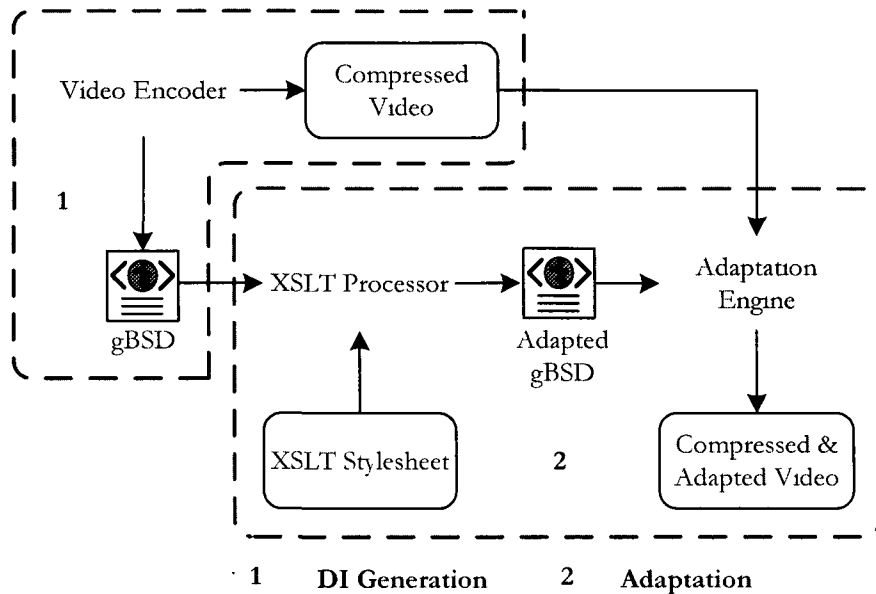 Video Encoder
Compressed
Video
1
gBSD
XSLT Processor
Adapted
gBSD
Adaptation
Engine
XSLT Stylesheet
2
Compressed &
Adapted Video
1 DI Generation 2 Adaptation